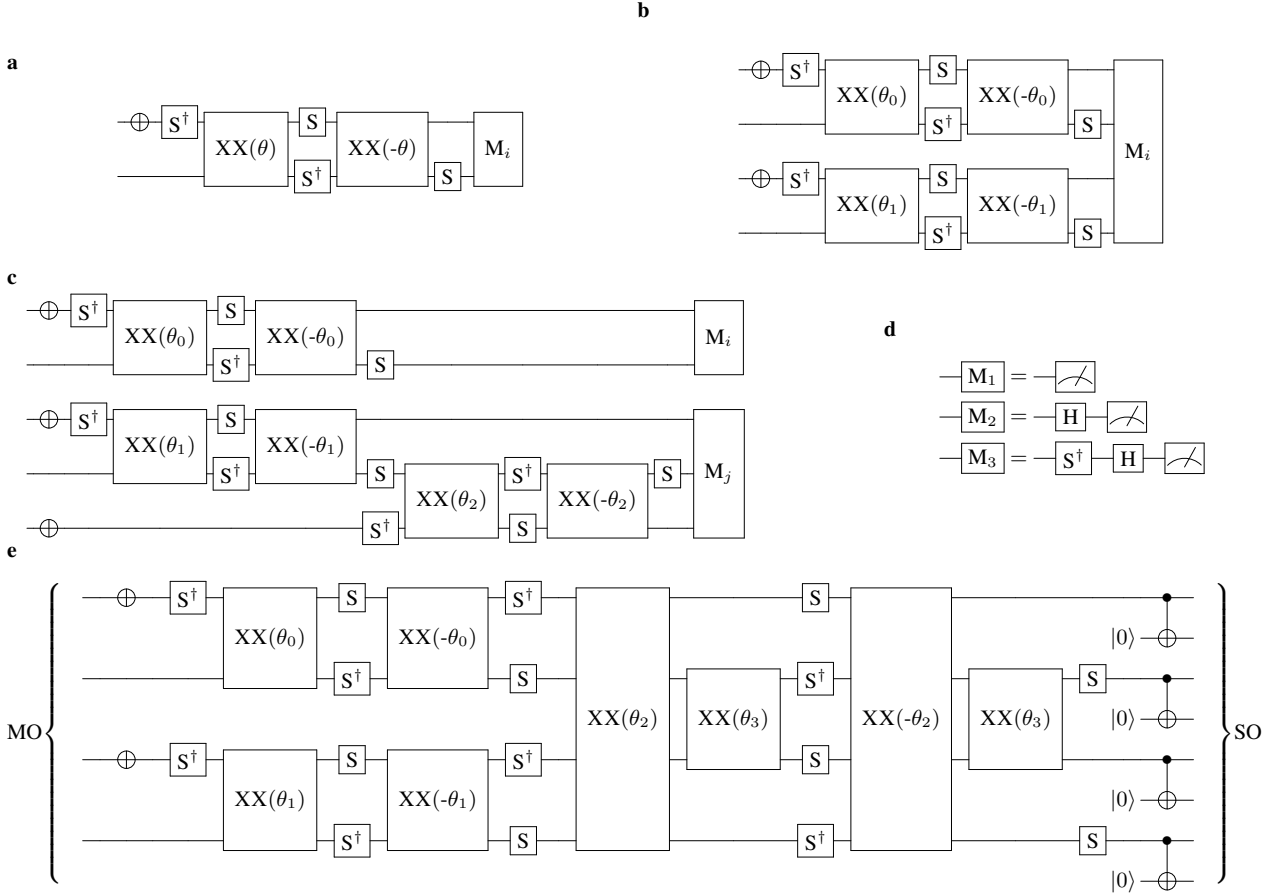 a
S† XX(θ) S XX(-θ) M_i
S† S
b
S† XX(θ_0) S XX(-θ_0) M_i
S† S
S† XX(θ_1) S XX(-θ_1)
S† S
c
S† XX(θ_0) S XX(-θ_0) M_i
S† S
S† XX(θ_1) S XX(-θ_1) M_j
S† S XX(θ_2) S† XX(-θ_2) S
S† S
d
M_1 =
M_2 = H
M_3 = S† H
e
MO SO
S† XX(θ_0) S XX(-θ_0) S† XX(θ_2) S XX(-θ_2)
|0⟩
S† S XX(θ_3) S† XX(θ_3) S
|0⟩
S† XX(θ_1) S XX(-θ_1) S† S
|0⟩
S† S S† S
|0⟩